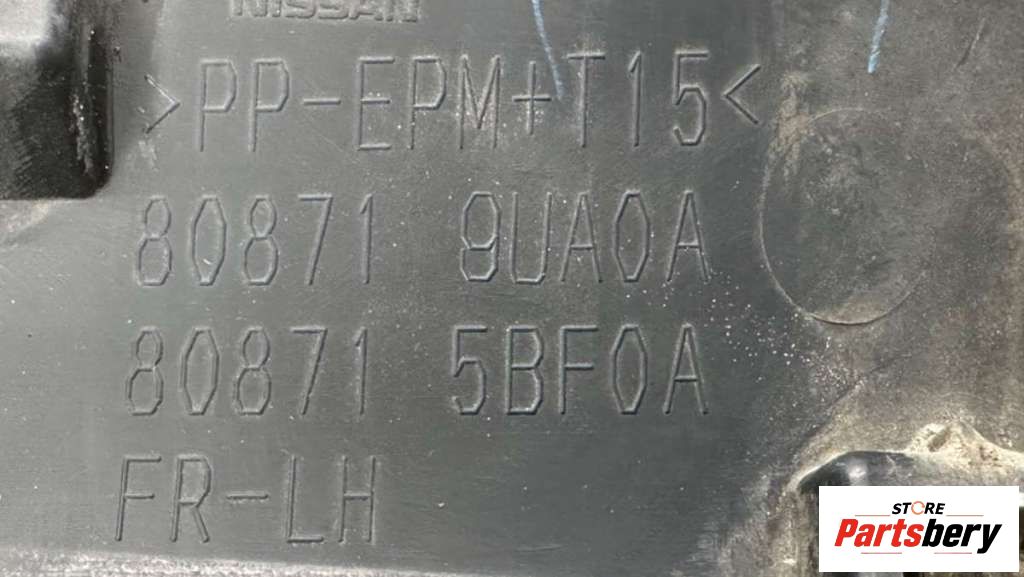 NISSAN
>PP-EPM+T15<
80871 9UA0A
80871 5BF0A
FR-LH
STORE
Partsbery